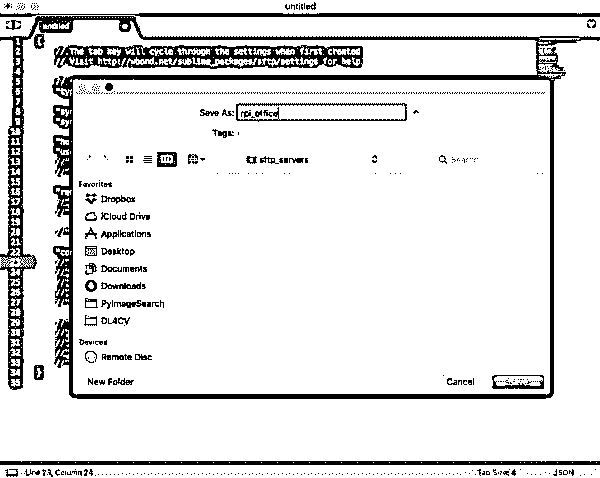 untitled
untitled
The tab key will cycle through the settings when first created
Visit http://wbond.net/sublime_packages/sftp/settings for help
Save As: rpi_office
Tags:
sftp_servers
Search
Favorites
Dropbox
iCloud Drive
Applications
Desktop
Documents
Downloads
PyImageSearch
DL4CV
Devices
Remote Disc
New Folder
Cancel
Line 23, Column 24
Tab Size: 4
JSON